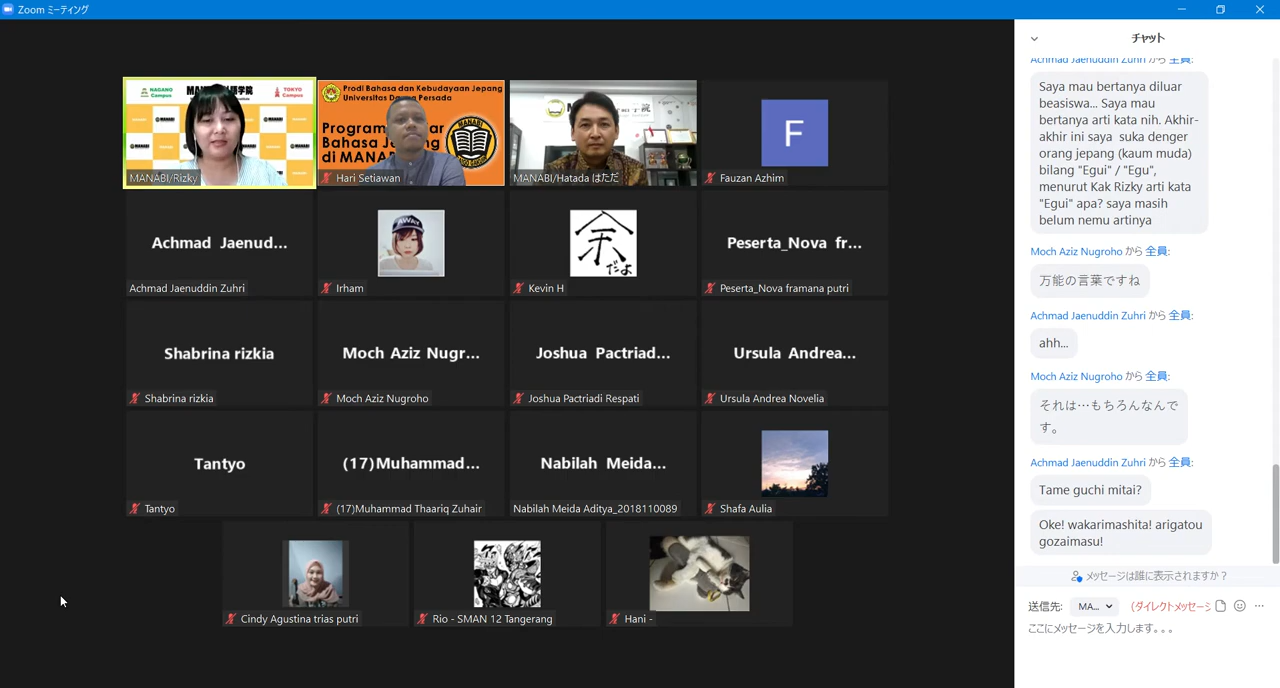 Zoom ミーティング
NAGANO
Campus
TOKYO
Campus
MANABI/Rizky
Prodi Bahasa dan Kebudayaan Jepang
Universitas Darma Persada
Program
Bahasa
di MANABI
MANABI
Hari Setiawan
MANABI/Hatada はただ
F
Fauzan Azhim
Achmad Jaenud...
Achmad Jaenuddin Zuhri
AWAY
Irham
余
だよ
Kevin H
Peserta_Nova fr...
Peserta_Nova framana putri
Shabrina rizkia
Shabrina rizkia
Moch Aziz Nugr...
Moch Aziz Nugroho
Joshua Pactriad...
Joshua Pactriadi Respati
Ursula Andrea...
Ursula Andrea Novelia
Tantyo
Tantyo
(17)Muhammad...
(17)Muhammad Thaariq Zuhair
Nabilah Meida...
Nabilah Meida Aditya_2018110089
Shafa Aulia
Cindy Agustina trias putri
Rio - SMAN 12 Tangerang
Hani -
チャット
Achmad Jaenuddin Zuhri から 全員:
Saya mau bertanya diluar
beasiswa... Saya mau
bertanya arti kata nih. Akhir-
akhir ini saya suka denger
orang jepang (kaum muda)
bilang "Egui" / "Egu",
menurut Kak Rizky arti kata
"Egui" apa? saya masih
belum nemu artinya
Moch Aziz Nugroho から 全員:
万能の言葉ですね
Achmad Jaenuddin Zuhri から 全員:
ahh...
Moch Aziz Nugroho から 全員:
それは…もちろんなんで
す。
Achmad Jaenuddin Zuhri から 全員:
Tame guchi mitai?
Oke! wakarimashita! arigatou
gozaimasu!
メッセージは誰に表示されますか？
送信先: MA... (ダイレクトメッセージ
ここにメッセージを入力します。。。